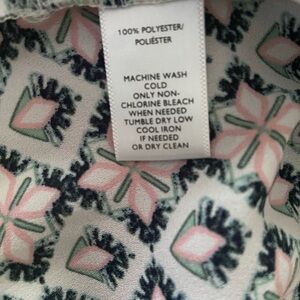 100% POLYESTER/
POLIÉSTER
MACHINE WASH
COLD
ONLY NON-
CHLORINE BLEACH
WHEN NEEDED
TUMBLE DRY LOW
COOL IRON
IF NEEDED
OR DRY CLEAN